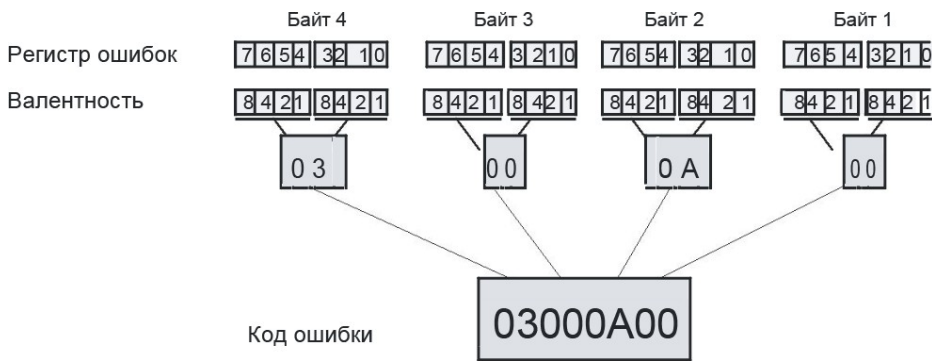 Байт 4 Байт 3 Байт 2 Байт 1
Регистр ошибок 7 6 5 4 3 2 1 0 7 6 5 4 3 2 1 0 7 6 5 4 3 2 1 0 7 6 5 4 3 2 1 0
Валентность 8 4 2 1 8 4 2 1 8 4 2 1 8 4 2 1 8 4 2 1 8 4 2 1 8 4 2 1 8 4 2 1
0 3 0 0 0 A 0 0
03000A00
Код ошибки